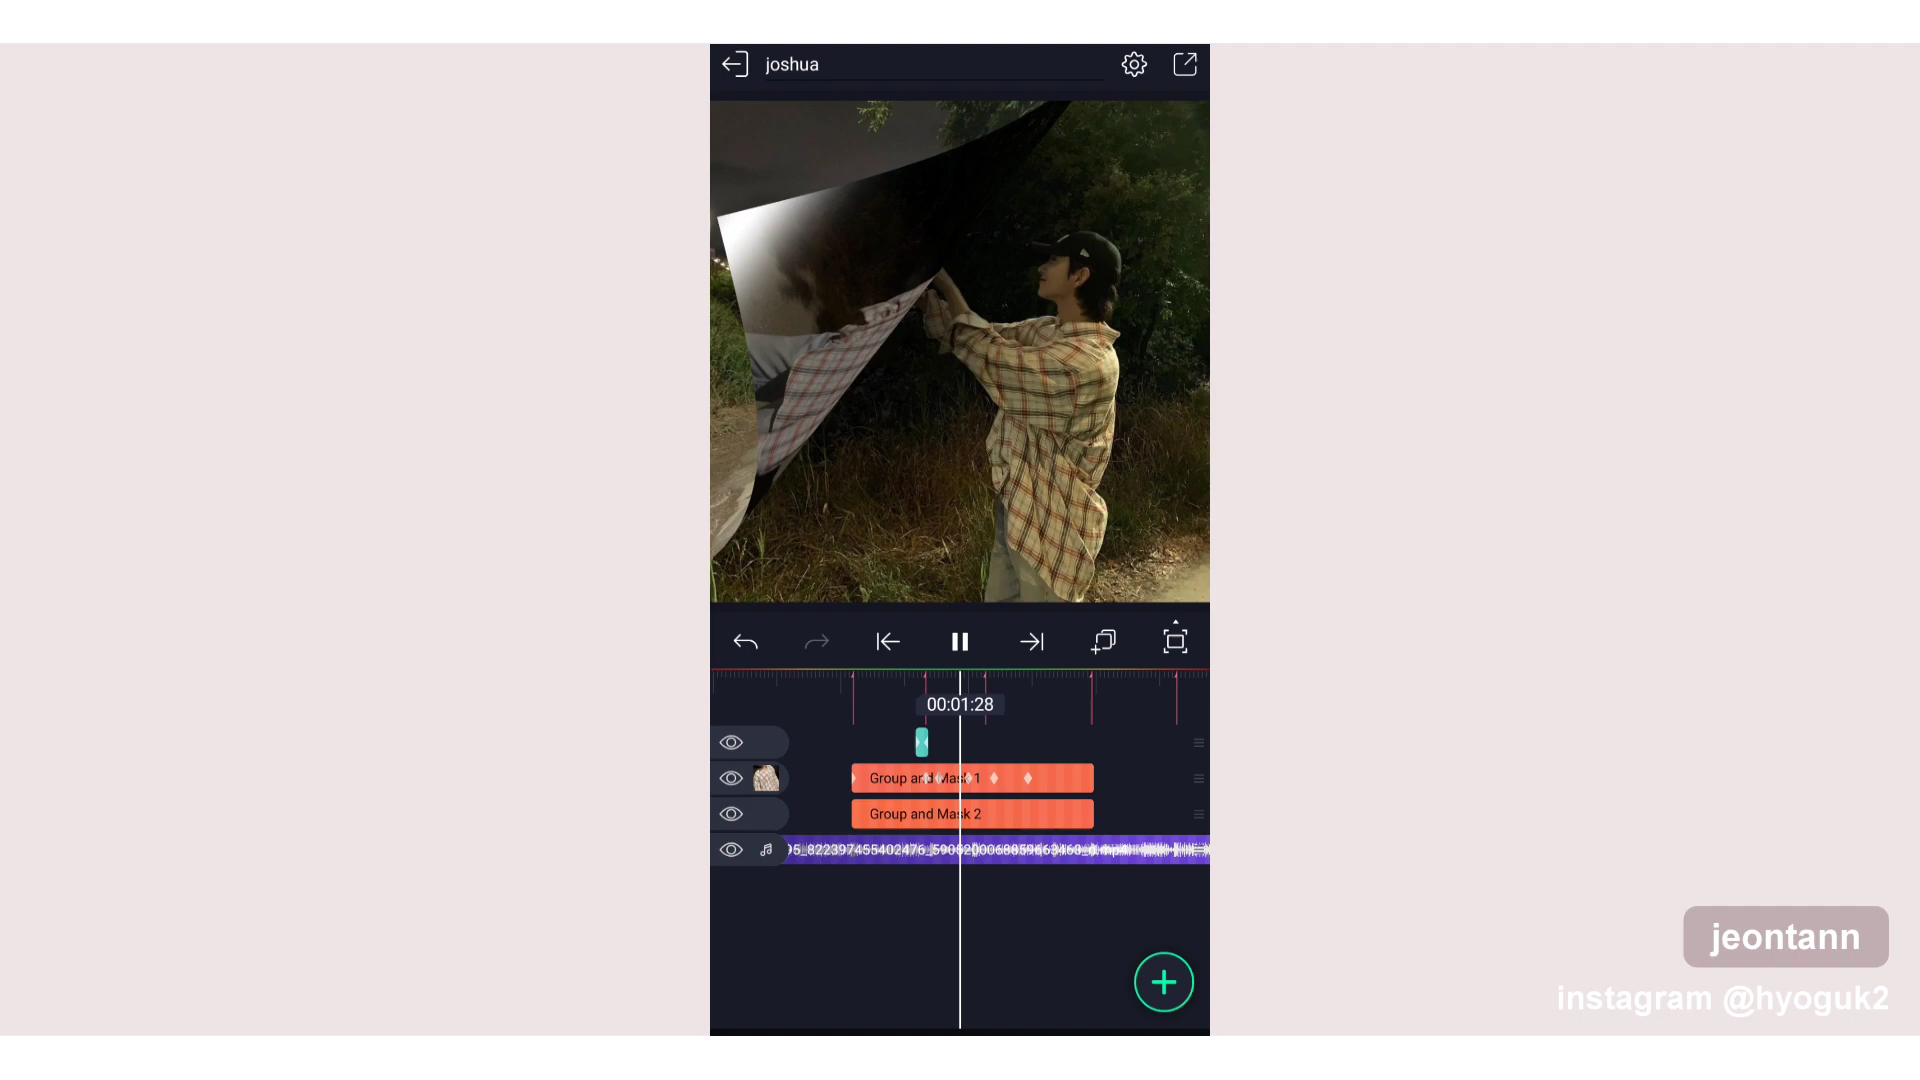 joshua
00:01:28
Group and Mask 1
Group and Mask 2
jeontann
instagram @hyoguk2